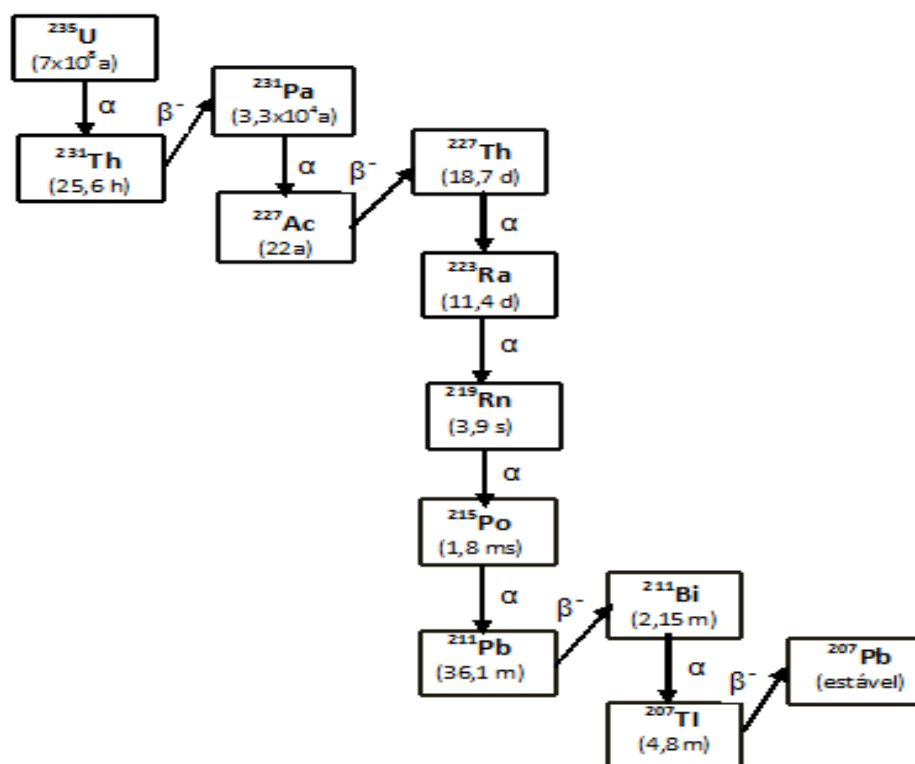 ²³⁵U
(7x10⁸a)
α
²³¹Th
(25,6 h)
β⁻
²³¹Pa
(3,3x10⁴a)
α
²²⁷Ac
(22a)
β⁻
²²⁷Th
(18,7 d)
α
²²³Ra
(11,4 d)
α
²¹⁹Rn
(3,9 s)
α
²¹⁵Po
(1,8 ms)
α
²¹¹Pb
(36,1 m)
β⁻
²¹¹Bi
(2,15 m)
α
²⁰⁷Tl
(4,8 m)
β⁻
²⁰⁷Pb
(estável)